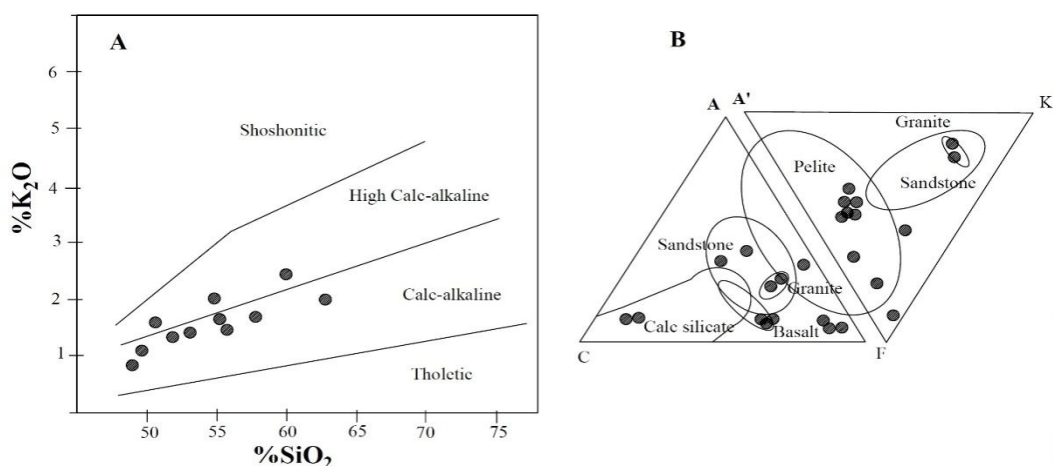 A
%K₂O
6
5
4
3
2
1
Shoshonitic
High Calc-alkaline
Calc-alkaline
Tholetic
50 55 60 65 70 75
%SiO₂
B
A A' K
Granite
Pelite
Sandstone
Sandstone
Granite
Calc silicate Basalt
C F